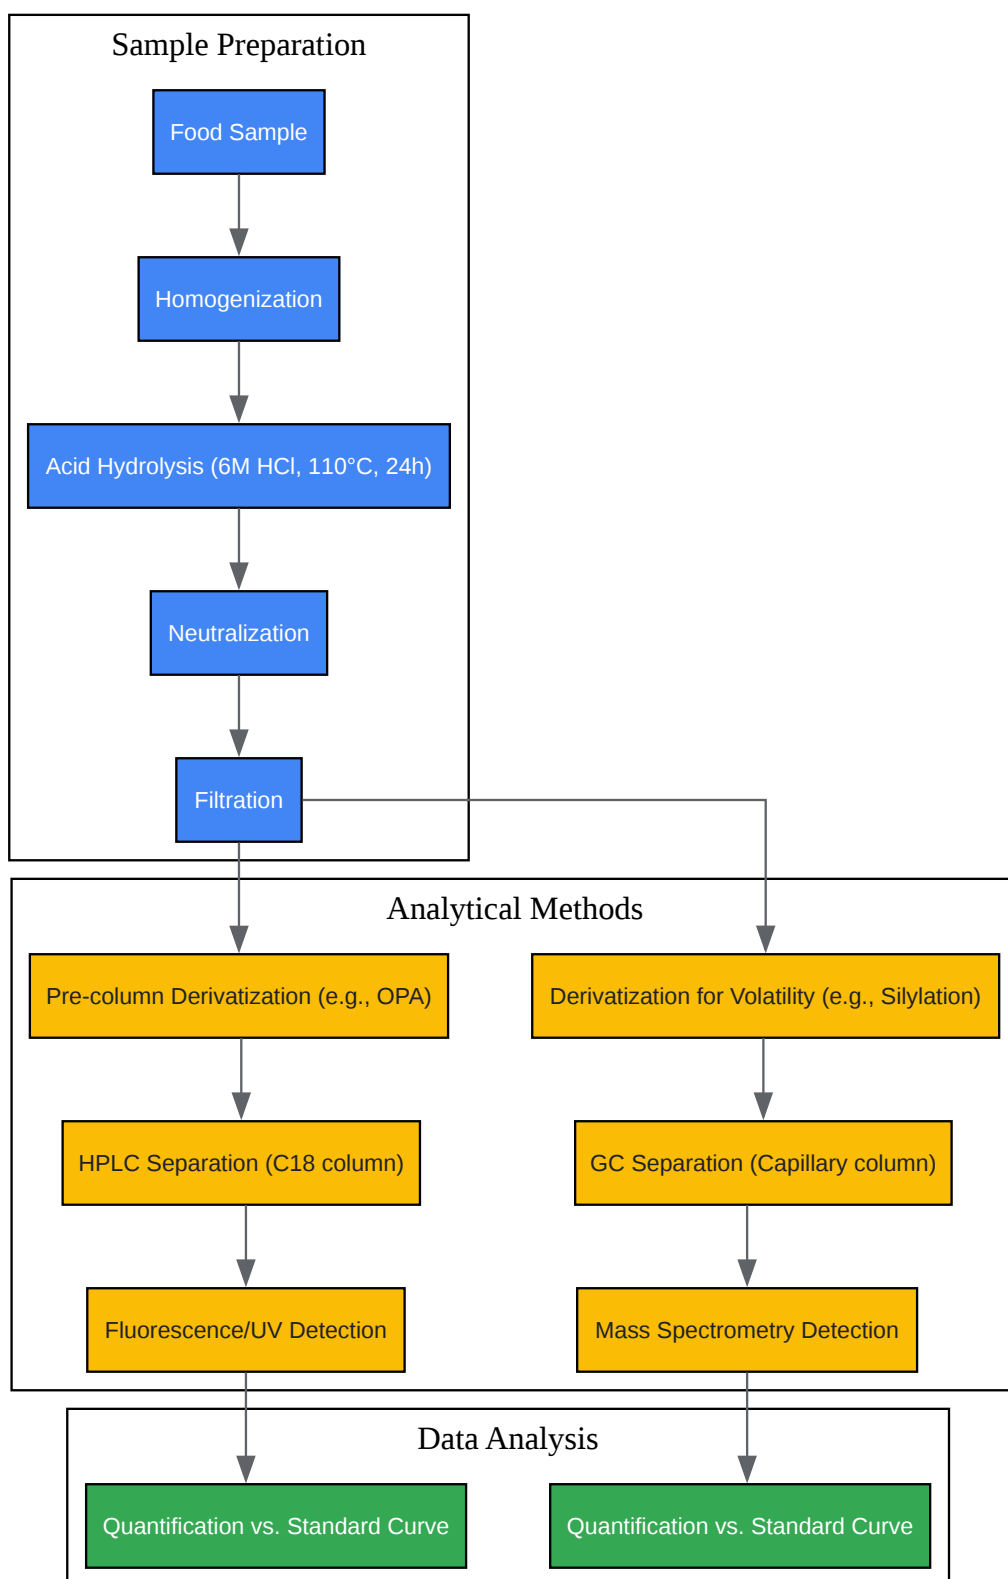 Sample Preparation
Food Sample
Homogenization
Acid Hydrolysis (6M HCl, 110°C, 24h)
Neutralization
Filtration
Analytical Methods
Pre-column Derivatization (e.g., OPA)
Derivatization for Volatility (e.g., Silylation)
HPLC Separation (C18 column)
GC Separation (Capillary column)
Fluorescence/UV Detection
Mass Spectrometry Detection
Data Analysis
Quantification vs. Standard Curve
Quantification vs. Standard Curve